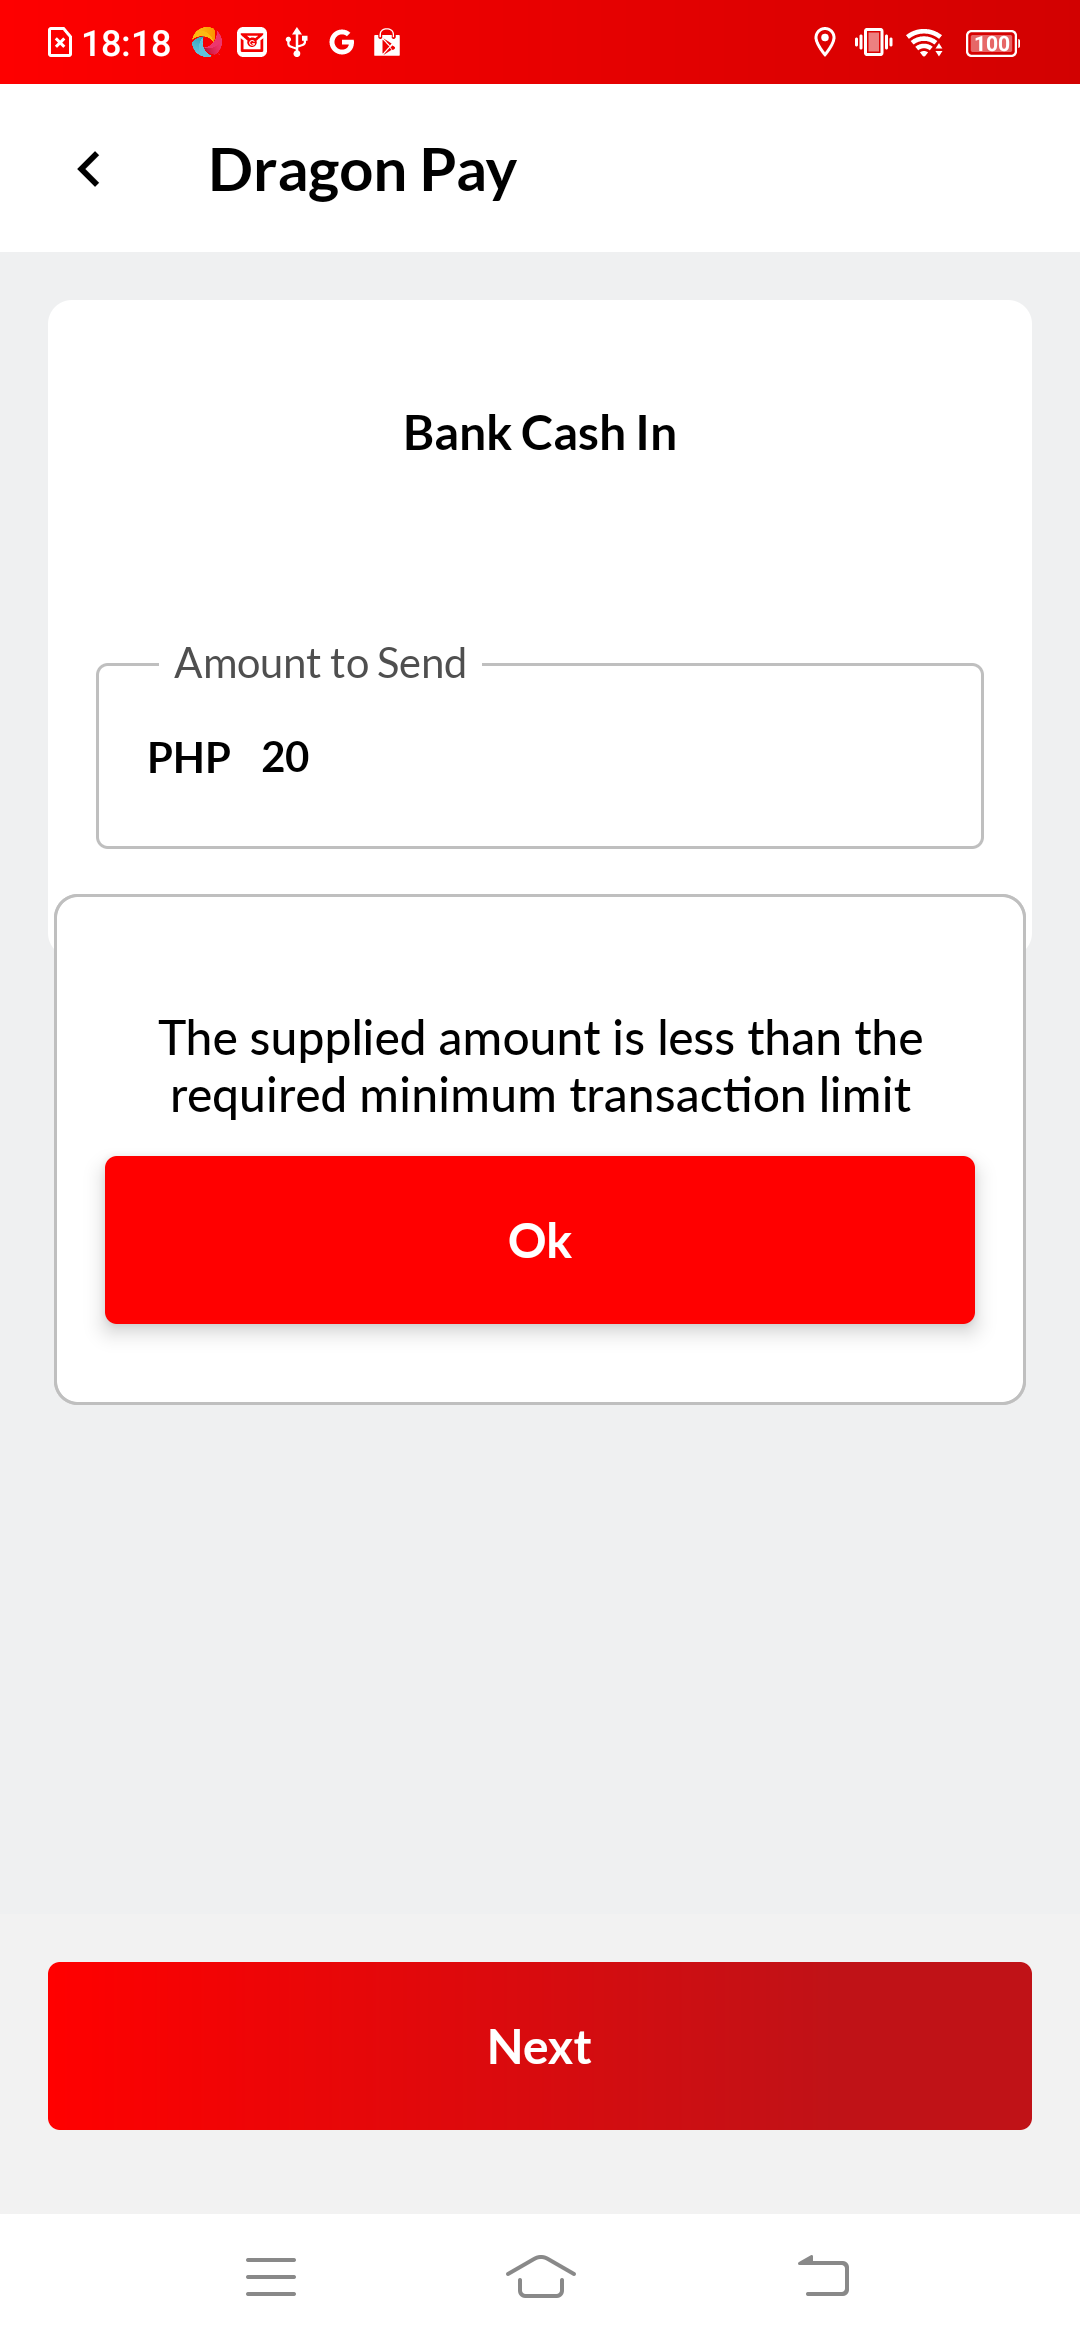 18:18
100
Dragon Pay
Bank Cash In
Amount to Send
PHP 20
The supplied amount is less than the
required minimum transaction limit
Ok
Next